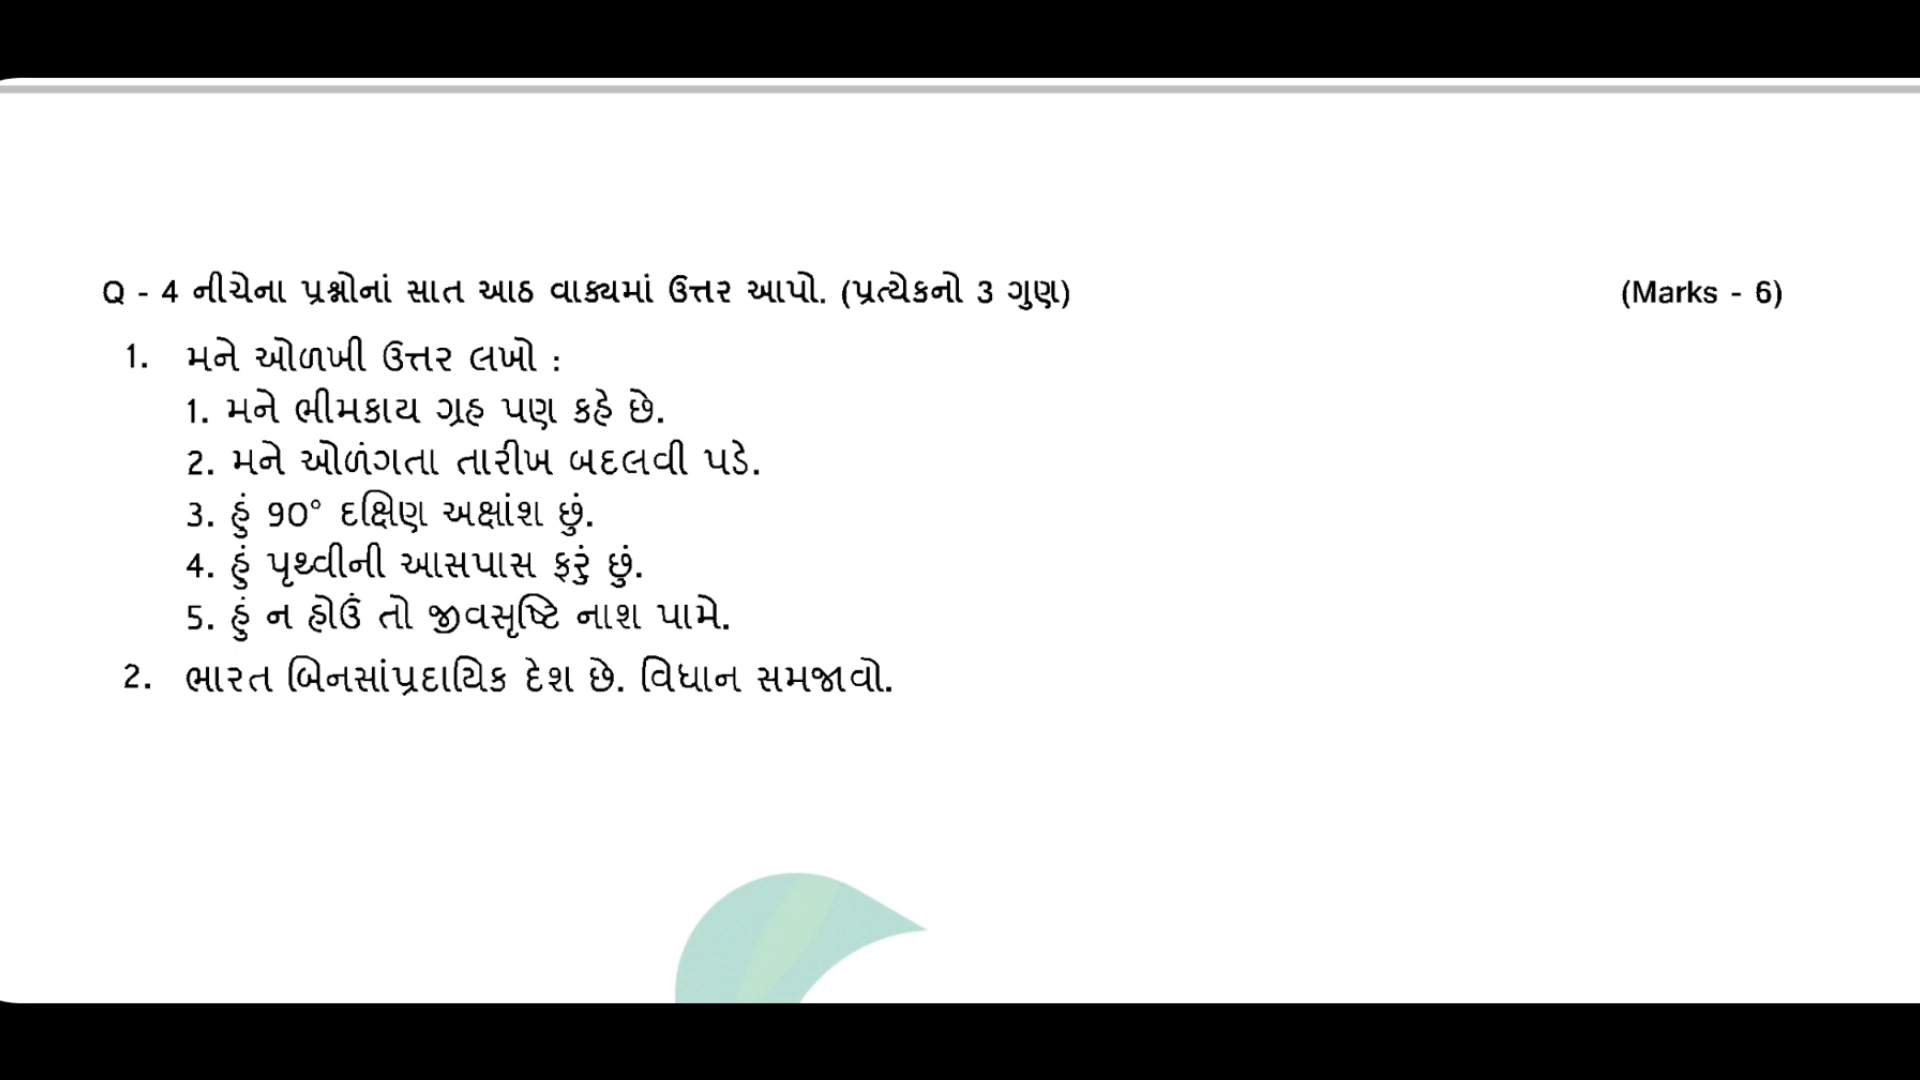 Q - 4 નીચેના પ્રશ્નોનાં સાત આઠ વાક્યમાં ઉત્તર આપો. (પ્રત્યેકનો 3 ગુણ) (Marks - 6)
1. મને ઓળખી ઉત્તર લખો :
1. મને ભીમકાય ગ્રહ પણ કહે છે.
2. મને ઓળંગતા તારીખ બદલવી પડે.
3. હું 90° દક્ષિણ અક્ષાંશ છું.
4. હું પૃથ્વીની આસપાસ ફરું છું.
5. હું ન હોઉં તો જીવસૃષ્ટિ નાશ પામે.
2. ભારત બિનસાંપ્રદાયિક દેશ છે. વિધાન સમજાવો.